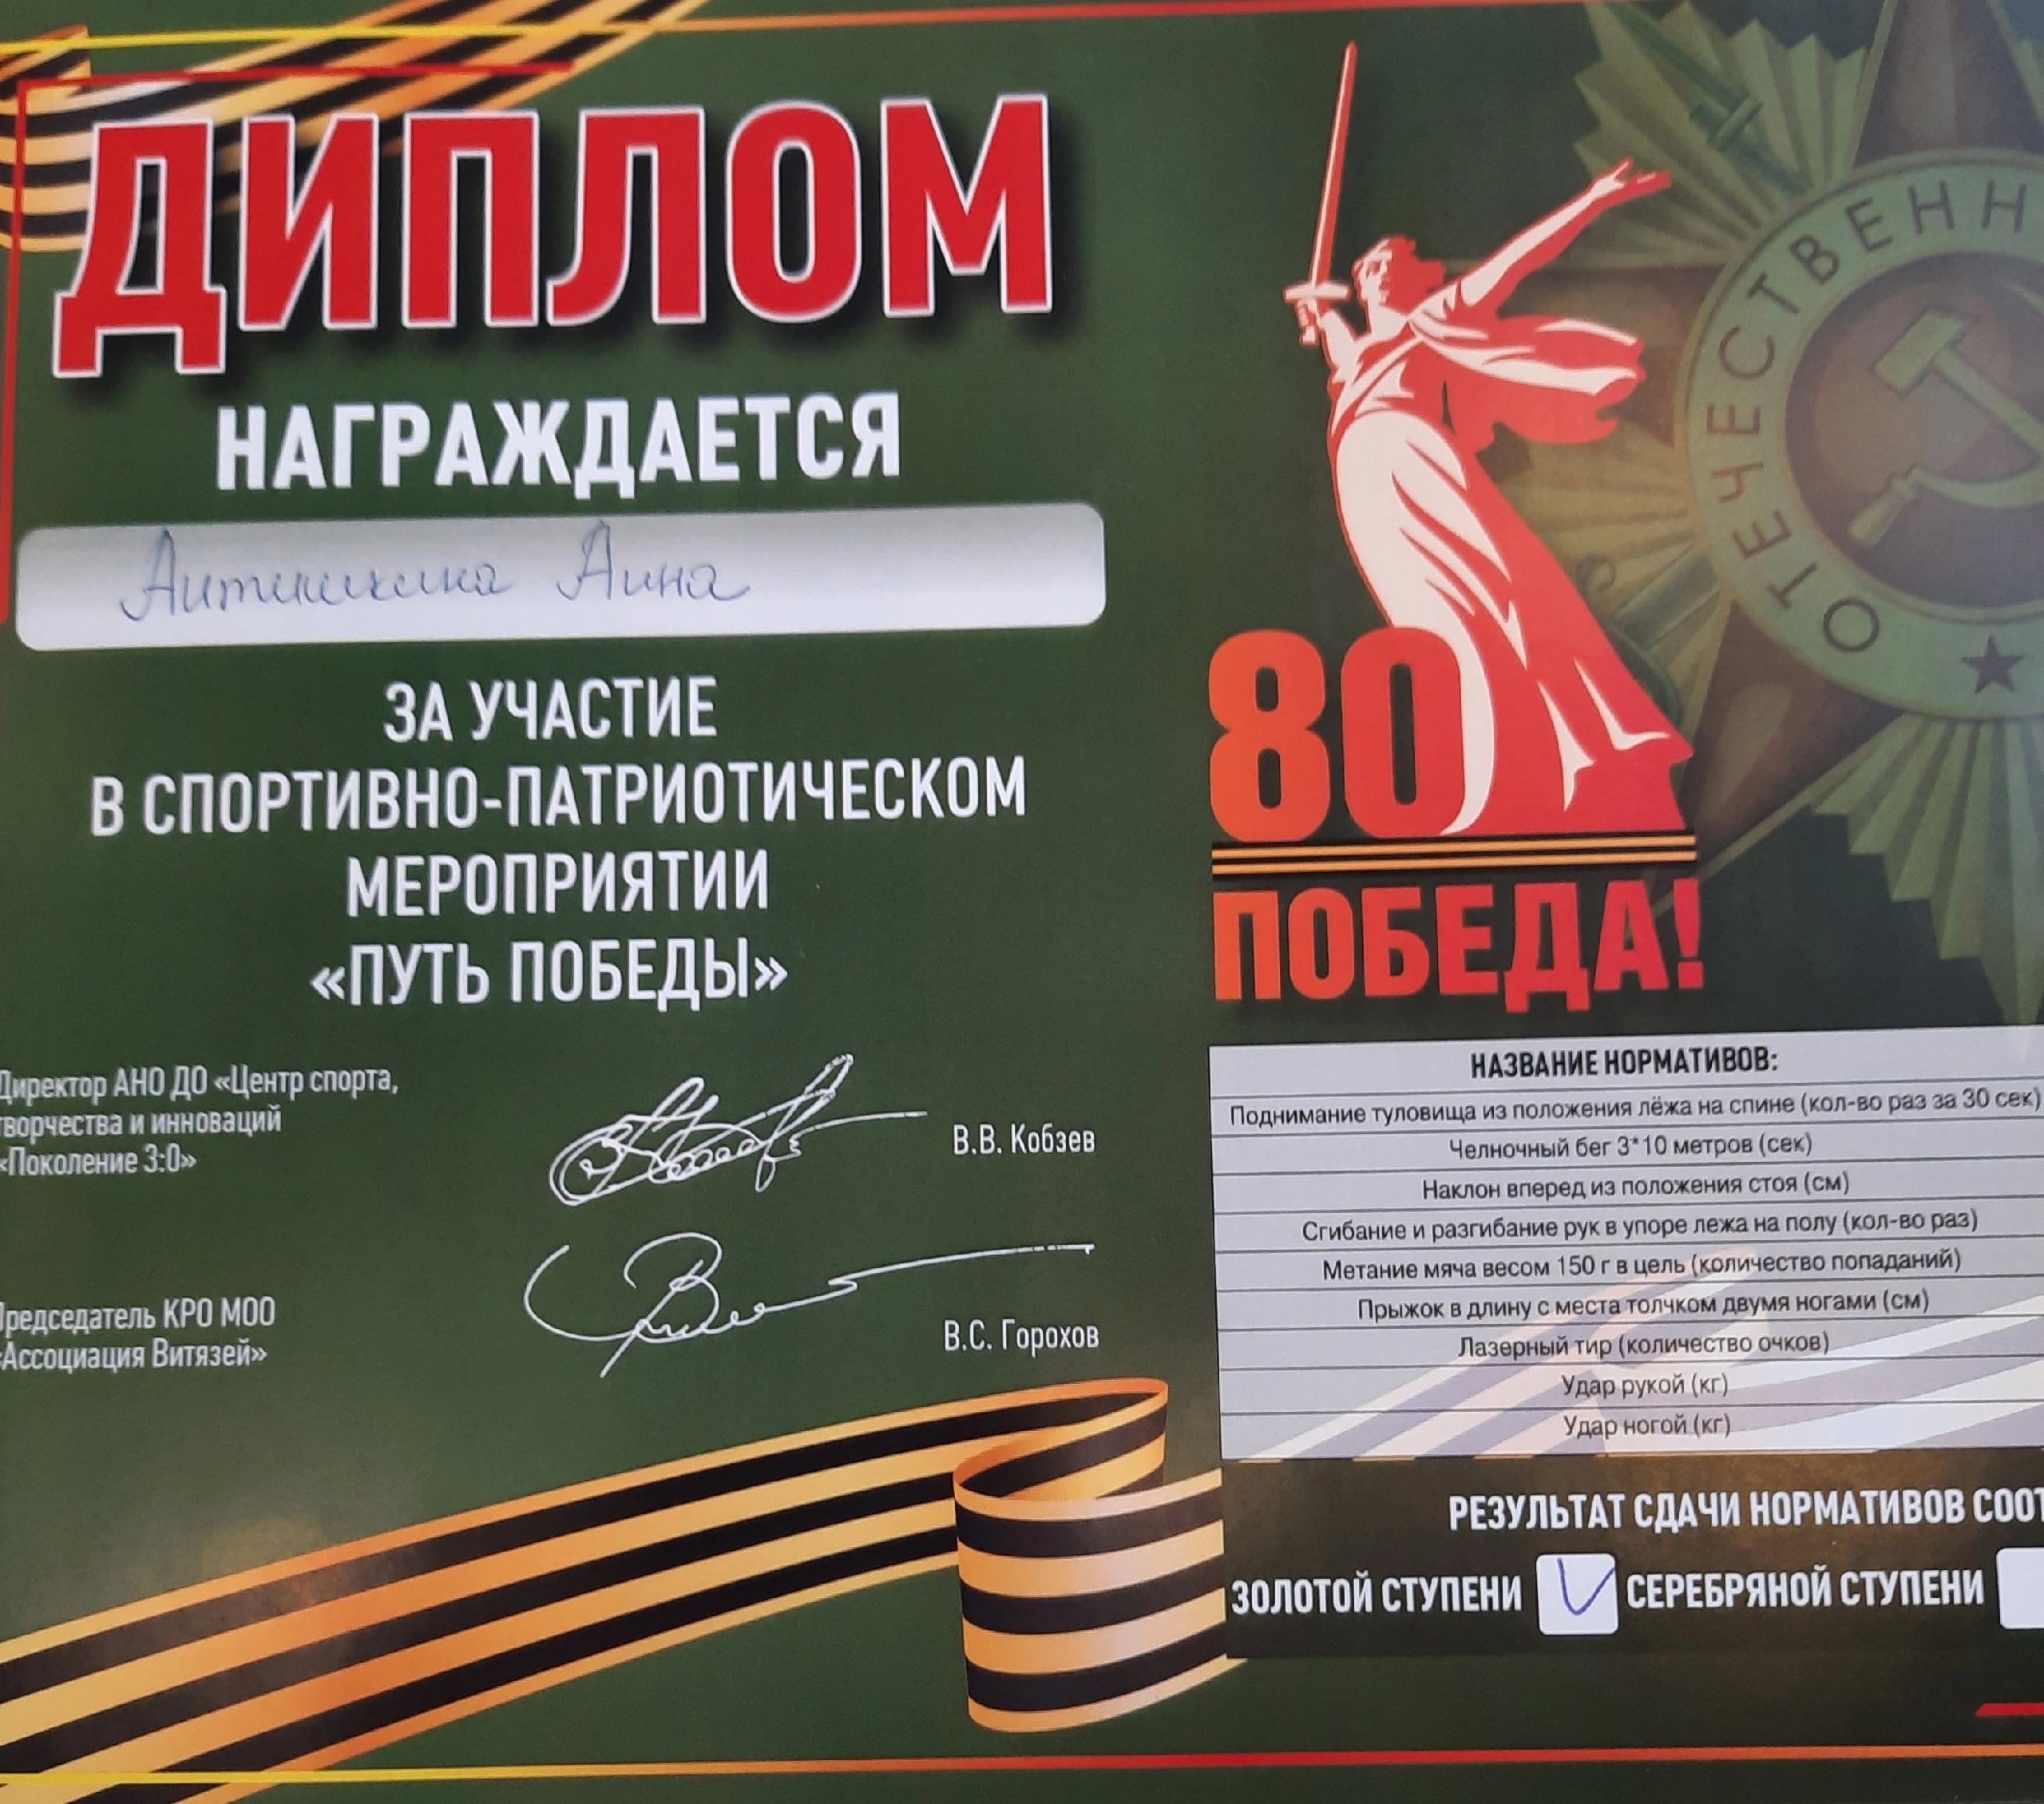 ДИПЛОМ
НАГРАЖДАЕТСЯ
Антишкина Анна
ЗА УЧАСТИЕ
В СПОРТИВНО-ПАТРИОТИЧЕСКОМ
МЕРОПРИЯТИИ
«ПУТЬ ПОБЕДЫ»
Директор АНО ДО «Центр спорта,
творчества и инноваций
«Поколение 3:0»
В.В. Кобзев
Председатель КРО МОО
«Ассоциация Витязей»
В.С. Горохов
ОТЕЧЕСТВЕНН
80
ПОБЕДА!
НАЗВАНИЕ НОРМАТИВОВ:
Поднимание туловища из положения лёжа на спине (кол-во раз за 30 сек)
Челночный бег 3*10 метров (сек)
Наклон вперед из положения стоя (см)
Сгибание и разгибание рук в упоре лежа на полу (кол-во раз)
Метание мяча весом 150 г в цель (количество попаданий)
Прыжок в длину с места толчком двумя ногами (см)
Лазерный тир (количество очков)
Удар рукой (кг)
Удар ногой (кг)
РЕЗУЛЬТАТ СДАЧИ НОРМАТИВОВ СООТ
ЗОЛОТОЙ СТУПЕНИ СЕРЕБРЯНОЙ СТУПЕНИ